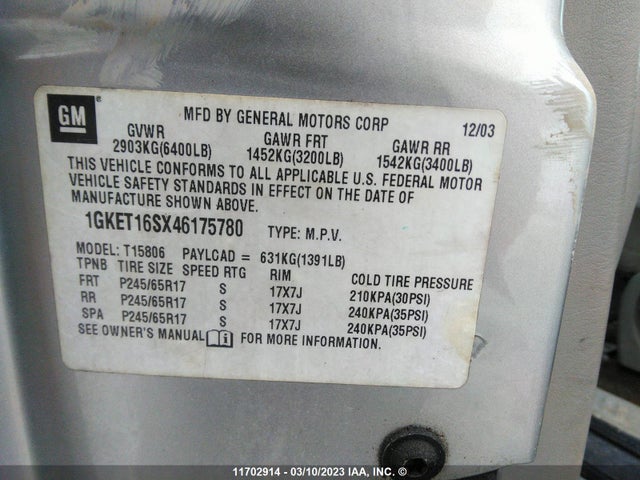 GM
MFD BY GENERAL MOTORS CORP 12/03
GVWR GAWR FRT GAWR RR
2903KG(6400LB) 1452KG(3200LB) 1542KG(3400LB)
THIS VEHICLE CONFORMS TO ALL APPLICABLE U.S. FEDERAL MOTOR
VEHICLE SAFETY STANDARDS IN EFFECT ON THE DATE OF
MANUFACTURE SHOWN ABOVE.
1GKET16SX46175780 TYPE: M.P.V.
MODEL: T15806 PAYLOAD = 631KG(1391LB)
TPNB TIRE SIZE SPEED RTG RIM COLD TIRE PRESSURE
FRT P245/65R17 S 17X7J 210KPA(30PSI)
RR P245/65R17 S 17X7J 240KPA(35PSI)
SPA P245/65R17 S 17X7J 240KPA(35PSI)
SEE OWNER'S MANUAL FOR MORE INFORMATION.
11702914 - 03/10/2023 IAA, INC. ©